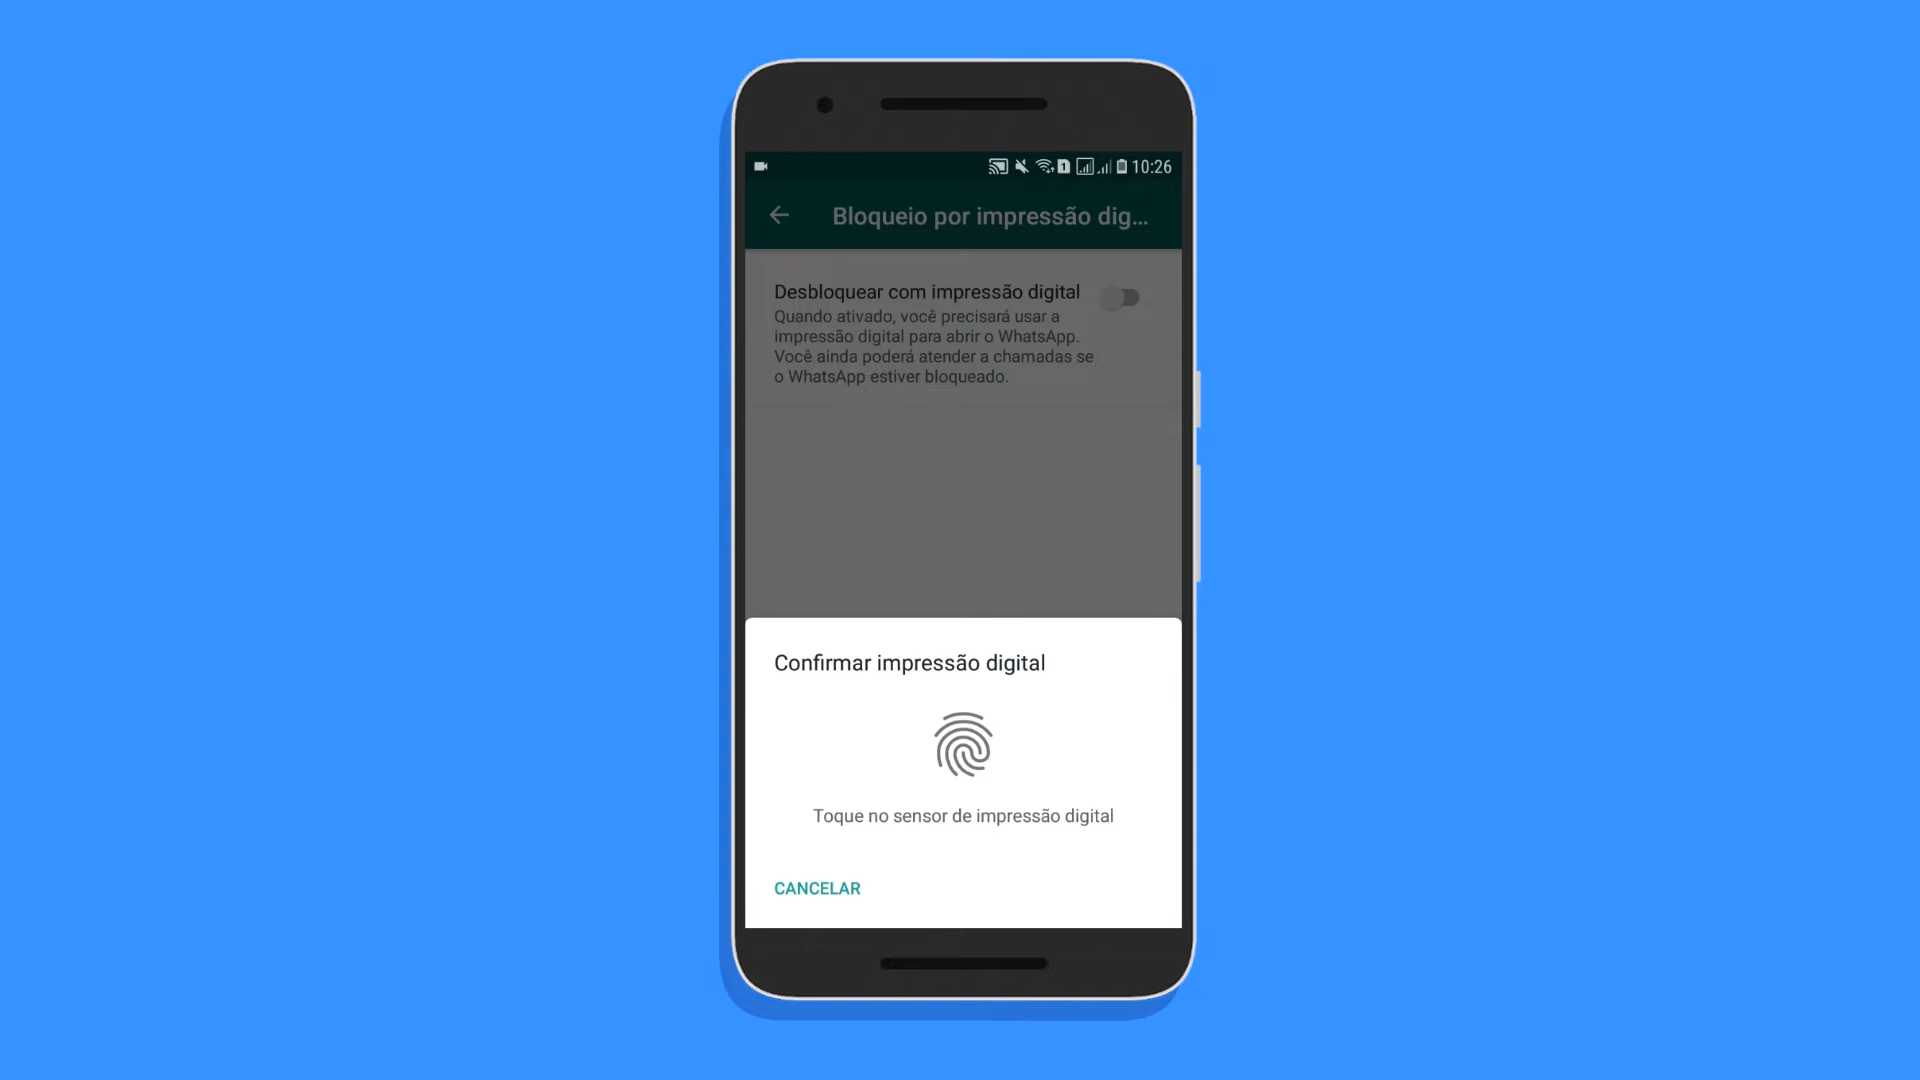 1 10:26
Bloqueio por impressão dig...
Desbloquear com impressão digital
Quando ativado, você precisará usar a
impressão digital para abrir o WhatsApp.
Você ainda poderá atender a chamadas se
o WhatsApp estiver bloqueado.
Confirmar impressão digital
Toque no sensor de impressão digital
CANCELAR